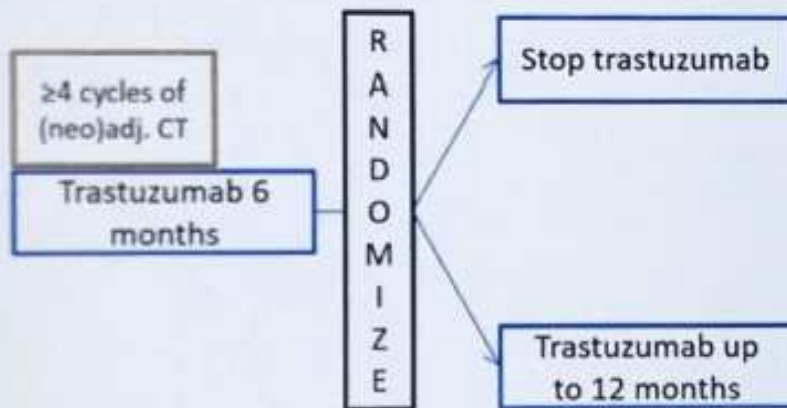 ≥4 cycles of
(neo)adj. CT
Trastuzumab 6
months
R
A
N
D
O
M
I
Z
E
Stop trastuzumab
Trastuzumab up
to 12 months